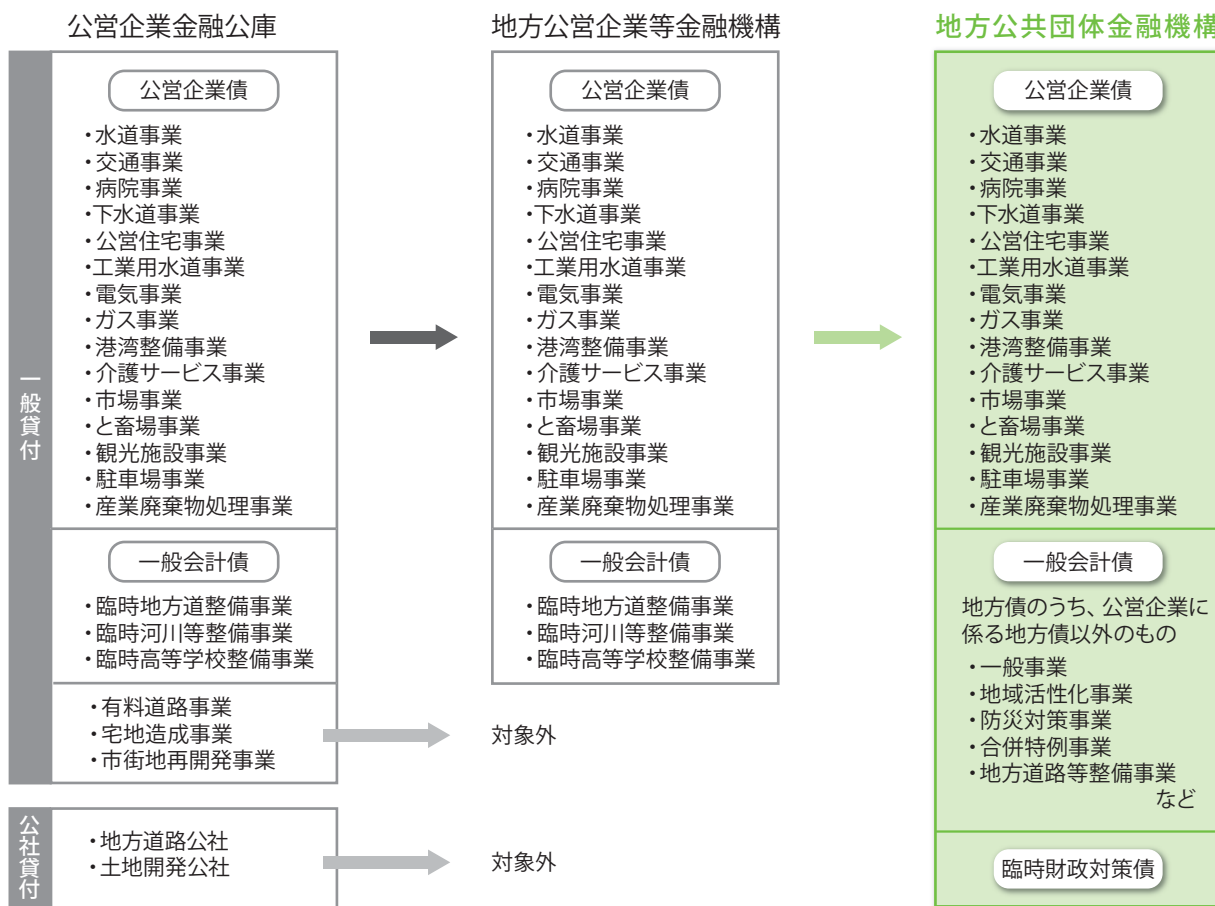 公営企業金融公庫
一般貸付
公営企業債
・水道事業
・交通事業
・病院事業
・下水道事業
・公営住宅事業
・工業用水道事業
・電気事業
・ガス事業
・港湾整備事業
・介護サービス事業
・市場事業
・と畜場事業
・観光施設事業
・駐車場事業
・産業廃棄物処理事業
一般会計債
・臨時地方道整備事業
・臨時河川等整備事業
・臨時高等学校整備事業
・有料道路事業
・宅地造成事業
・市街地再開発事業
公社貸付
・地方道路公社
・土地開発公社
地方公営企業等金融機構
公営企業債
・水道事業
・交通事業
・病院事業
・下水道事業
・公営住宅事業
・工業用水道事業
・電気事業
・ガス事業
・港湾整備事業
・介護サービス事業
・市場事業
・と畜場事業
・観光施設事業
・駐車場事業
・産業廃棄物処理事業
一般会計債
・臨時地方道整備事業
・臨時河川等整備事業
・臨時高等学校整備事業
対象外
対象外
地方公共団体金融機構
公営企業債
・水道事業
・交通事業
・病院事業
・下水道事業
・公営住宅事業
・工業用水道事業
・電気事業
・ガス事業
・港湾整備事業
・介護サービス事業
・市場事業
・と畜場事業
・観光施設事業
・駐車場事業
・産業廃棄物処理事業
一般会計債
地方債のうち、公営企業に
係る地方債以外のもの
・一般事業
・地域活性化事業
・防災対策事業
・合併特例事業
・地方道路等整備事業
など
臨時財政対策債